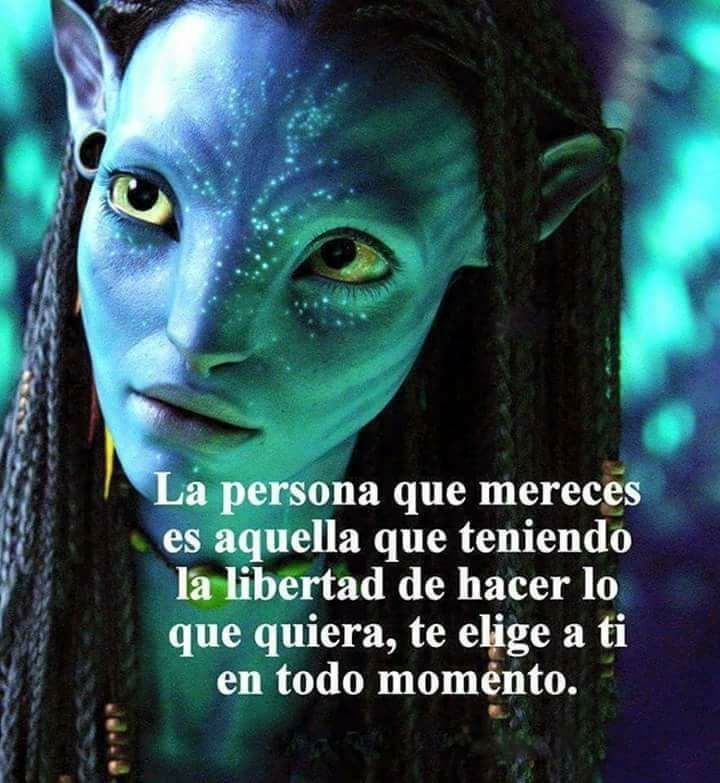 La persona que mereces
es aquella que teniendo
la libertad de hacer lo
que quiera, te elige a ti
en todo momento.